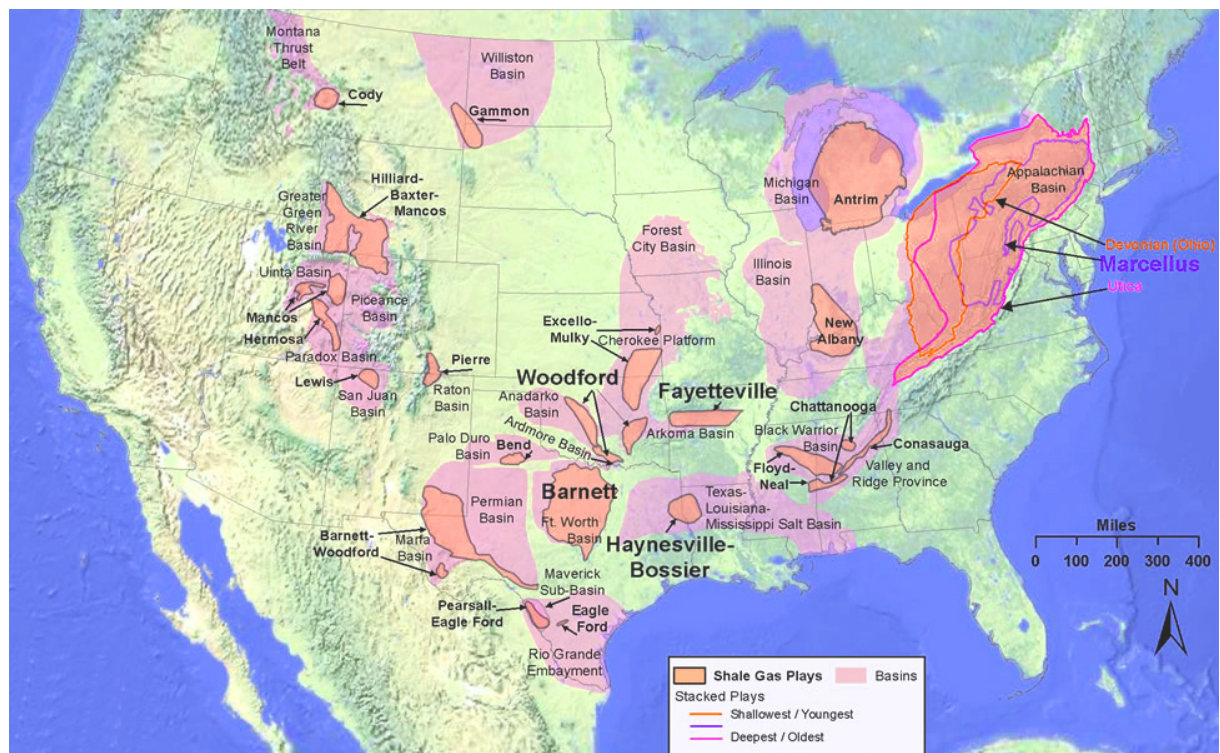 Montana
Thrust
Belt
Cody
Williston
Basin
Gammon
Hilliard-
Baxter-
Mancos
Greater
Green
River
Basin
Uinta Basin
Mancos
Piceance
Basin
Hermosa
Paradox Basin
Lewis
San Juan
Basin
Pierre
Raton
Basin
Forest
City Basin
Excello-
Mulky
Cherokee Platform
Michigan
Basin
Antrim
Illinois
Basin
New
Albany
Appalachian
Basin
Devonian (Ohio)
Marcellus
Utica
Woodford
Anadarko
Basin
Ardmore Basin
Palo Duro
Basin
Bend
Fayetteville
Arkoma Basin
Chattanooga
Black Warrior
Basin
Conasauga
Floyd-
Neal
Valley and
Ridge Province
Permian
Basin
Barnett
Ft. Worth
Basin
Texas-
Louisiana-
Mississippi Salt Basin
Haynesville-
Bossier
Barnett-
Woodford
Marfa
Basin
Maverick
Sub-Basin
Pearsall-
Eagle Ford
Eagle
Ford
Rio Grande
Embayment
Miles
0 100 200 300 400
N
Shale Gas Plays
Basins
Stacked Plays
Shallowest / Youngest
Deepest / Oldest